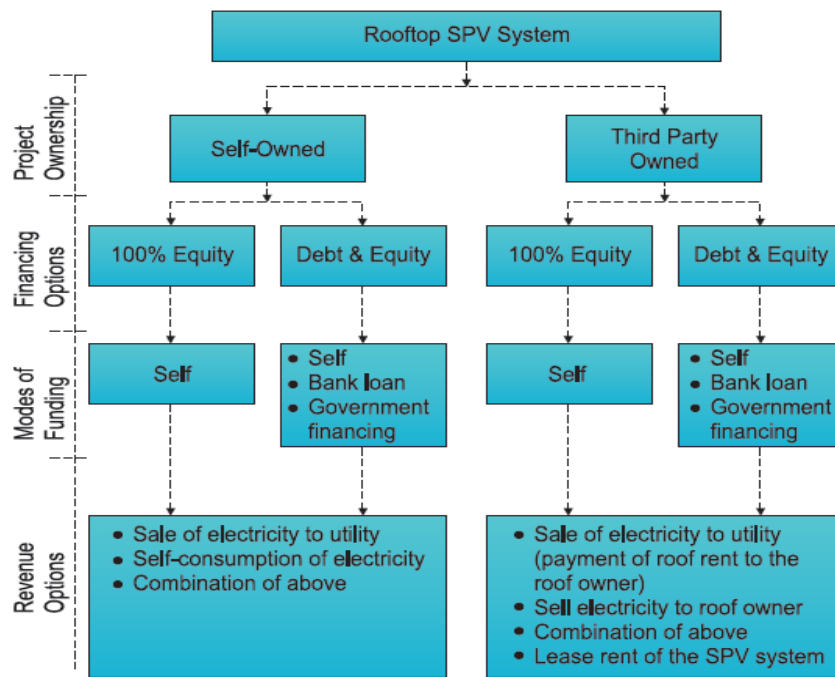 Rooftop SPV System
Project
Ownership
Self-Owned
Third Party
Owned
Financing
Options
100% Equity
Debt & Equity
100% Equity
Debt & Equity
Modes of
Funding
Self
• Self
• Bank loan
• Government
financing
Self
• Self
• Bank loan
• Government
financing
Revenue
Options
• Sale of electricity to utility
• Self-consumption of electricity
• Combination of above
• Sale of electricity to utility
(payment of roof rent to the
roof owner)
• Sell electricity to roof owner
• Combination of above
• Lease rent of the SPV system